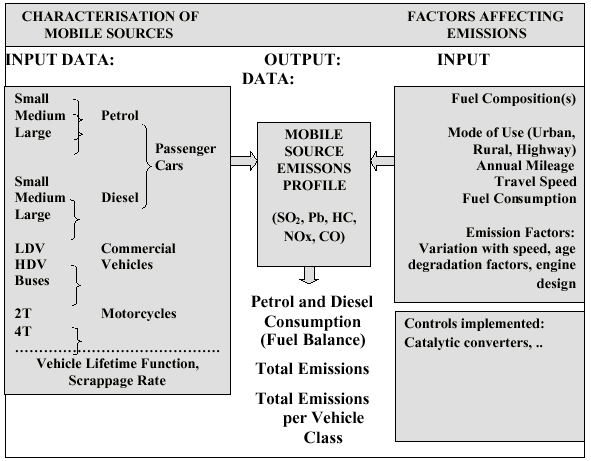 CHARACTERISATION OF
MOBILE SOURCES
FACTORS AFFECTING
EMISSIONS
INPUT DATA:
OUTPUT:
DATA:
INPUT
Small
Medium
Large
Petrol
Passenger
Cars
Small
Medium
Large
Diesel
LDV
HDV
Buses
Commercial
Vehicles
2T
4T
Motorcycles
Vehicle Lifetime Function,
Scrappage Rate
MOBILE
SOURCE
EMISSONS
PROFILE
(SO₂, Pb, HC,
NOx, CO)
Petrol and Diesel
Consumption
(Fuel Balance)
Total Emissions
Total Emissions
per Vehicle
Class
Fuel Composition(s)
Mode of Use (Urban,
Rural, Highway)
Annual Mileage
Travel Speed
Fuel Consumption
Emission Factors:
Variation with speed, age
degradation factors, engine
design
Controls implemented:
Catalytic converters, ..